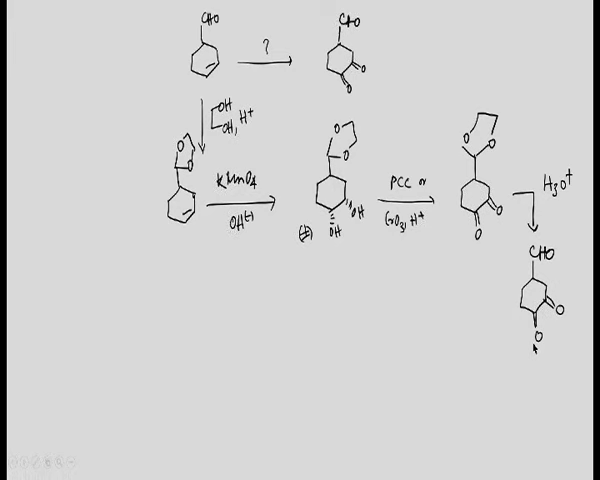 CHO
?
CHO
O
O
OH
OH, H+
O
O
KMnO4
OH(-)
O
O
OH
OH
(±)
PCC or
CrO3, H+
O
O
O
O
H3O+
CHO
O
O